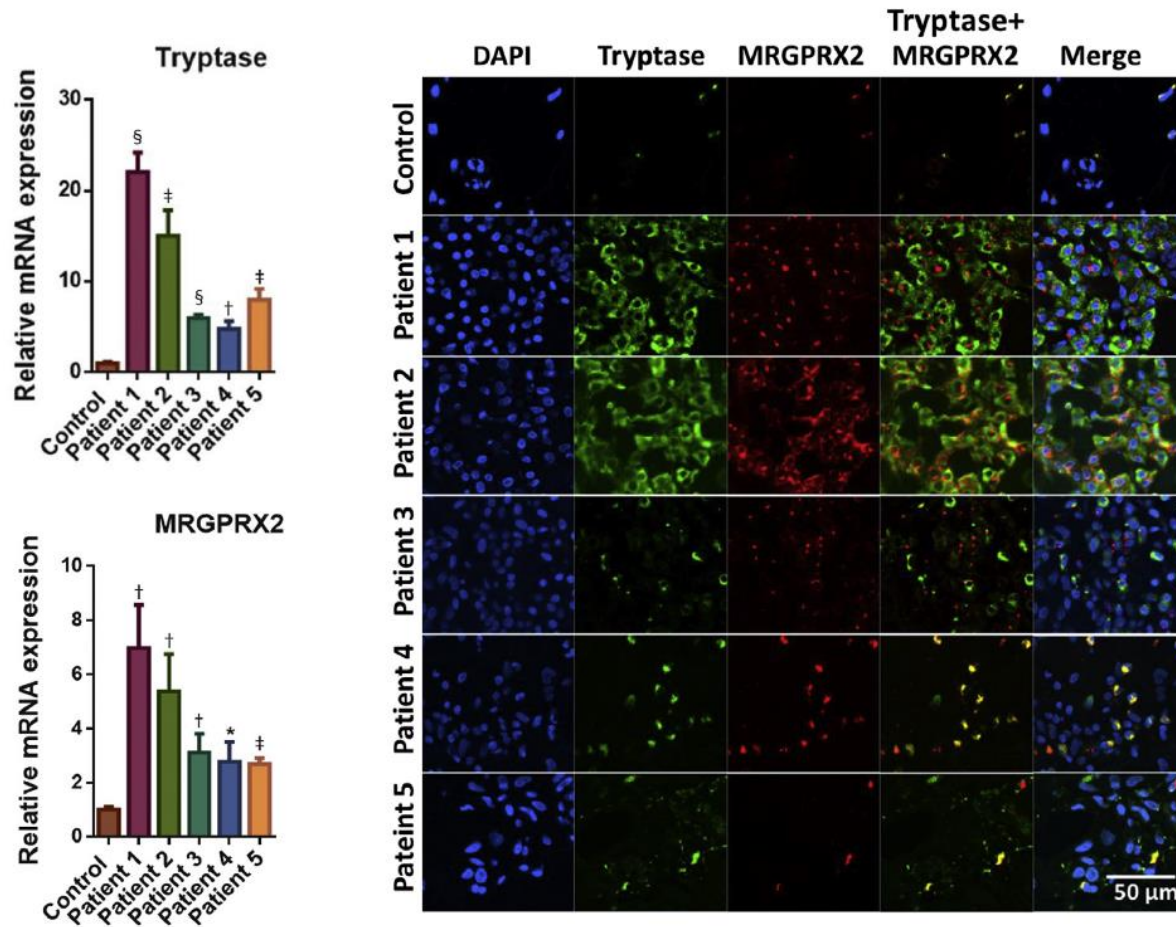 Tryptase
Relative mRNA expression
30
20
10
0
§
‡
§
†
‡
Control
Patient 1
Patient 2
Patient 3
Patient 4
Patient 5
MRGPRX2
Relative mRNA expression
10
8
6
4
2
0
†
†
†
*
‡
Control
Patient 1
Patient 2
Patient 3
Patient 4
Patient 5
DAPI
Tryptase
MRGPRX2
Tryptase+
MRGPRX2
Merge
Control
Patient 1
Patient 2
Patient 3
Patient 4
Pateint 5
50 μm